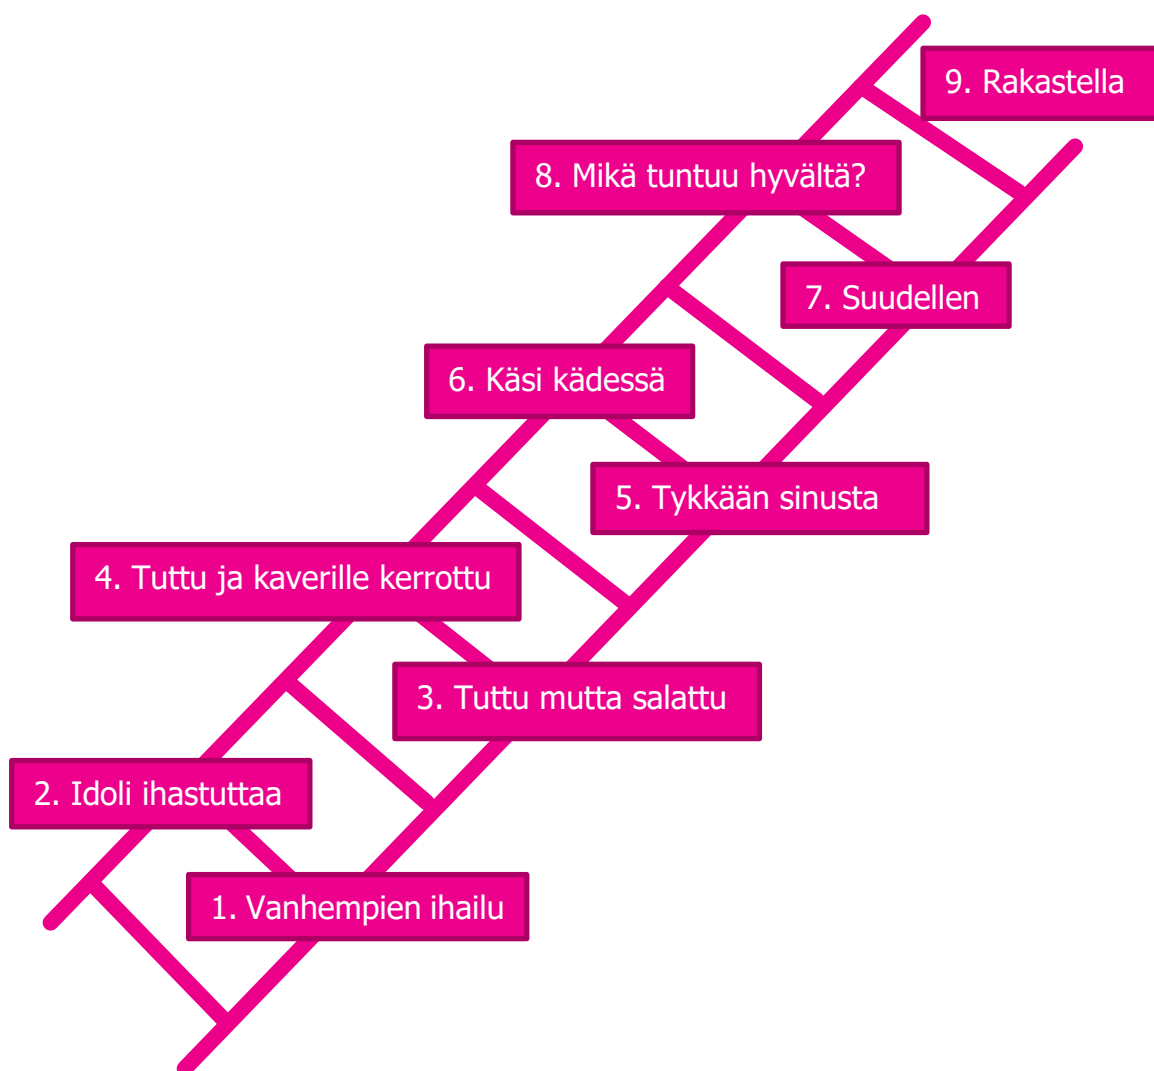 9. Rakastella
8. Mikä tuntuu hyvältä?
7. Suudellen
6. Käsi kädessä
5. Tykkään sinusta
4. Tuttu ja kaverille kerrottu
3. Tuttu mutta salattu
2. Idoli ihastuttaa
1. Vanhempien ihailu